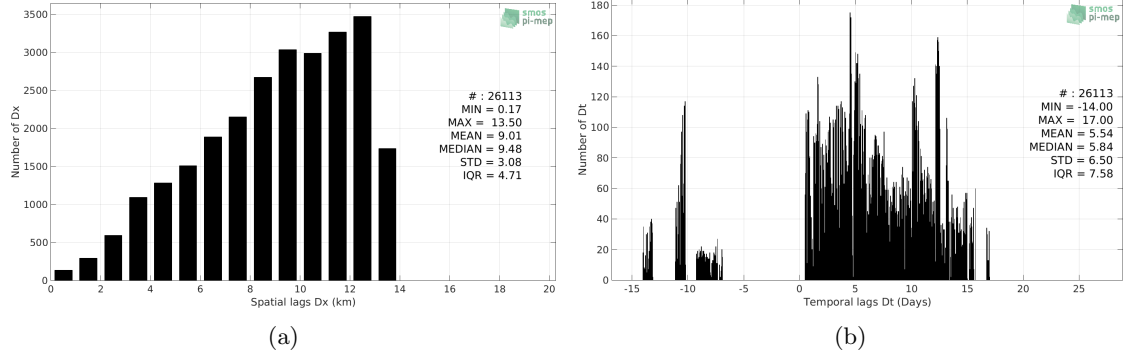 3500
3000
2500
2000
1500
1000
500
0
Number of Dx
0 2 4 6 8 10 12 14 16 18 20
Spatial lags Dx (km)
smos
pi-mep
# : 26113
MIN = 0.17
MAX = 13.50
MEAN = 9.01
MEDIAN = 9.48
STD = 3.08
IQR = 4.71
(a)
180
160
140
120
100
80
60
40
20
0
Number of Dt
-15 -10 -5 0 5 10 15 20 25
Temporal lags Dt (Days)
smos
pi-mep
# : 26113
MIN = -14.00
MAX = 17.00
MEAN = 5.54
MEDIAN = 5.84
STD = 6.50
IQR = 7.58
(b)